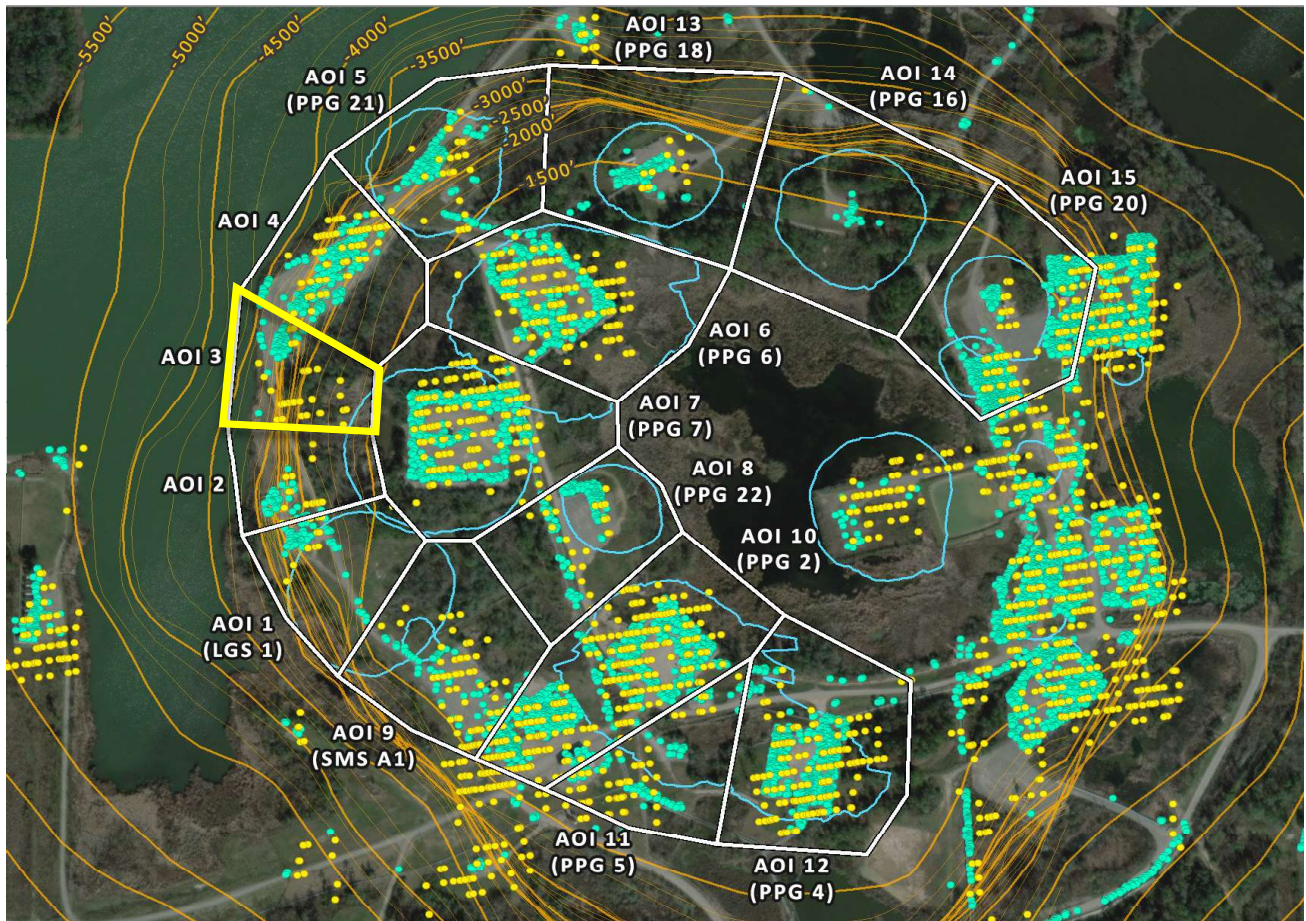 -5500'
-5000'
-4500'
-4000'
-3500'
-3000'
-2500'
-2000'
-1500'
AOI 13
(PPG 18)
AOI 14
(PPG 16)
AOI 5
(PPG 21)
AOI 15
(PPG 20)
AOI 4
AOI 3
AOI 6
(PPG 6)
AOI 7
(PPG 7)
AOI 8
(PPG 22)
AOI 2
AOI 10
(PPG 2)
AOI 1
(LGS 1)
AOI 9
(SMS A1)
AOI 11
(PPG 5)
AOI 12
(PPG 4)